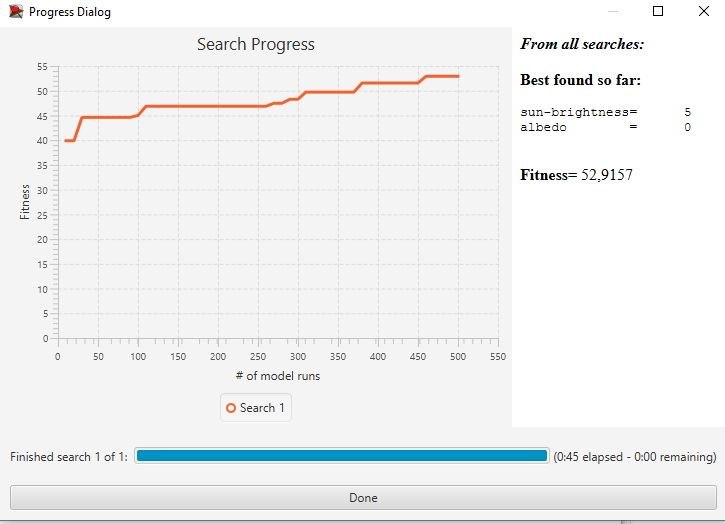 Progress Dialog
Search Progress
55
50
45
40
35
30
25
20
15
10
5
0
Fitness
0 50 100 150 200 250 300 350 400 450 500 550
# of model runs
Search 1
From all searches:
Best found so far:
sun-brightness= 5
albedo = 0
Fitness= 52,9157
Finished search 1 of 1: (0:45 elapsed - 0:00 remaining)
Done